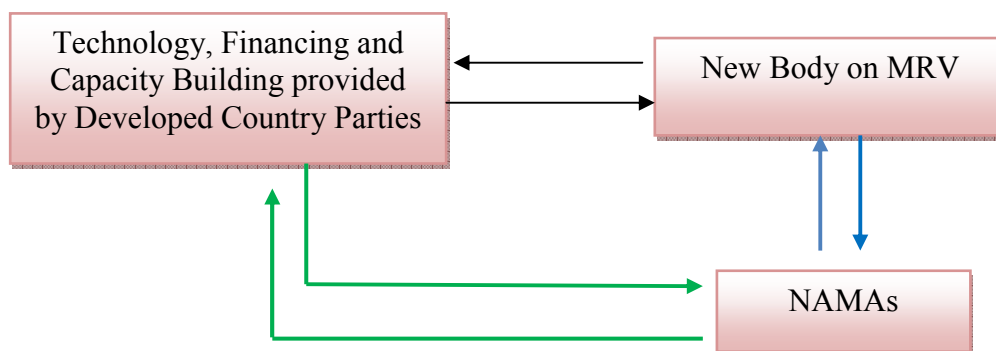 Technology, Financing and
Capacity Building provided
by Developed Country Parties
New Body on MRV
NAMAs